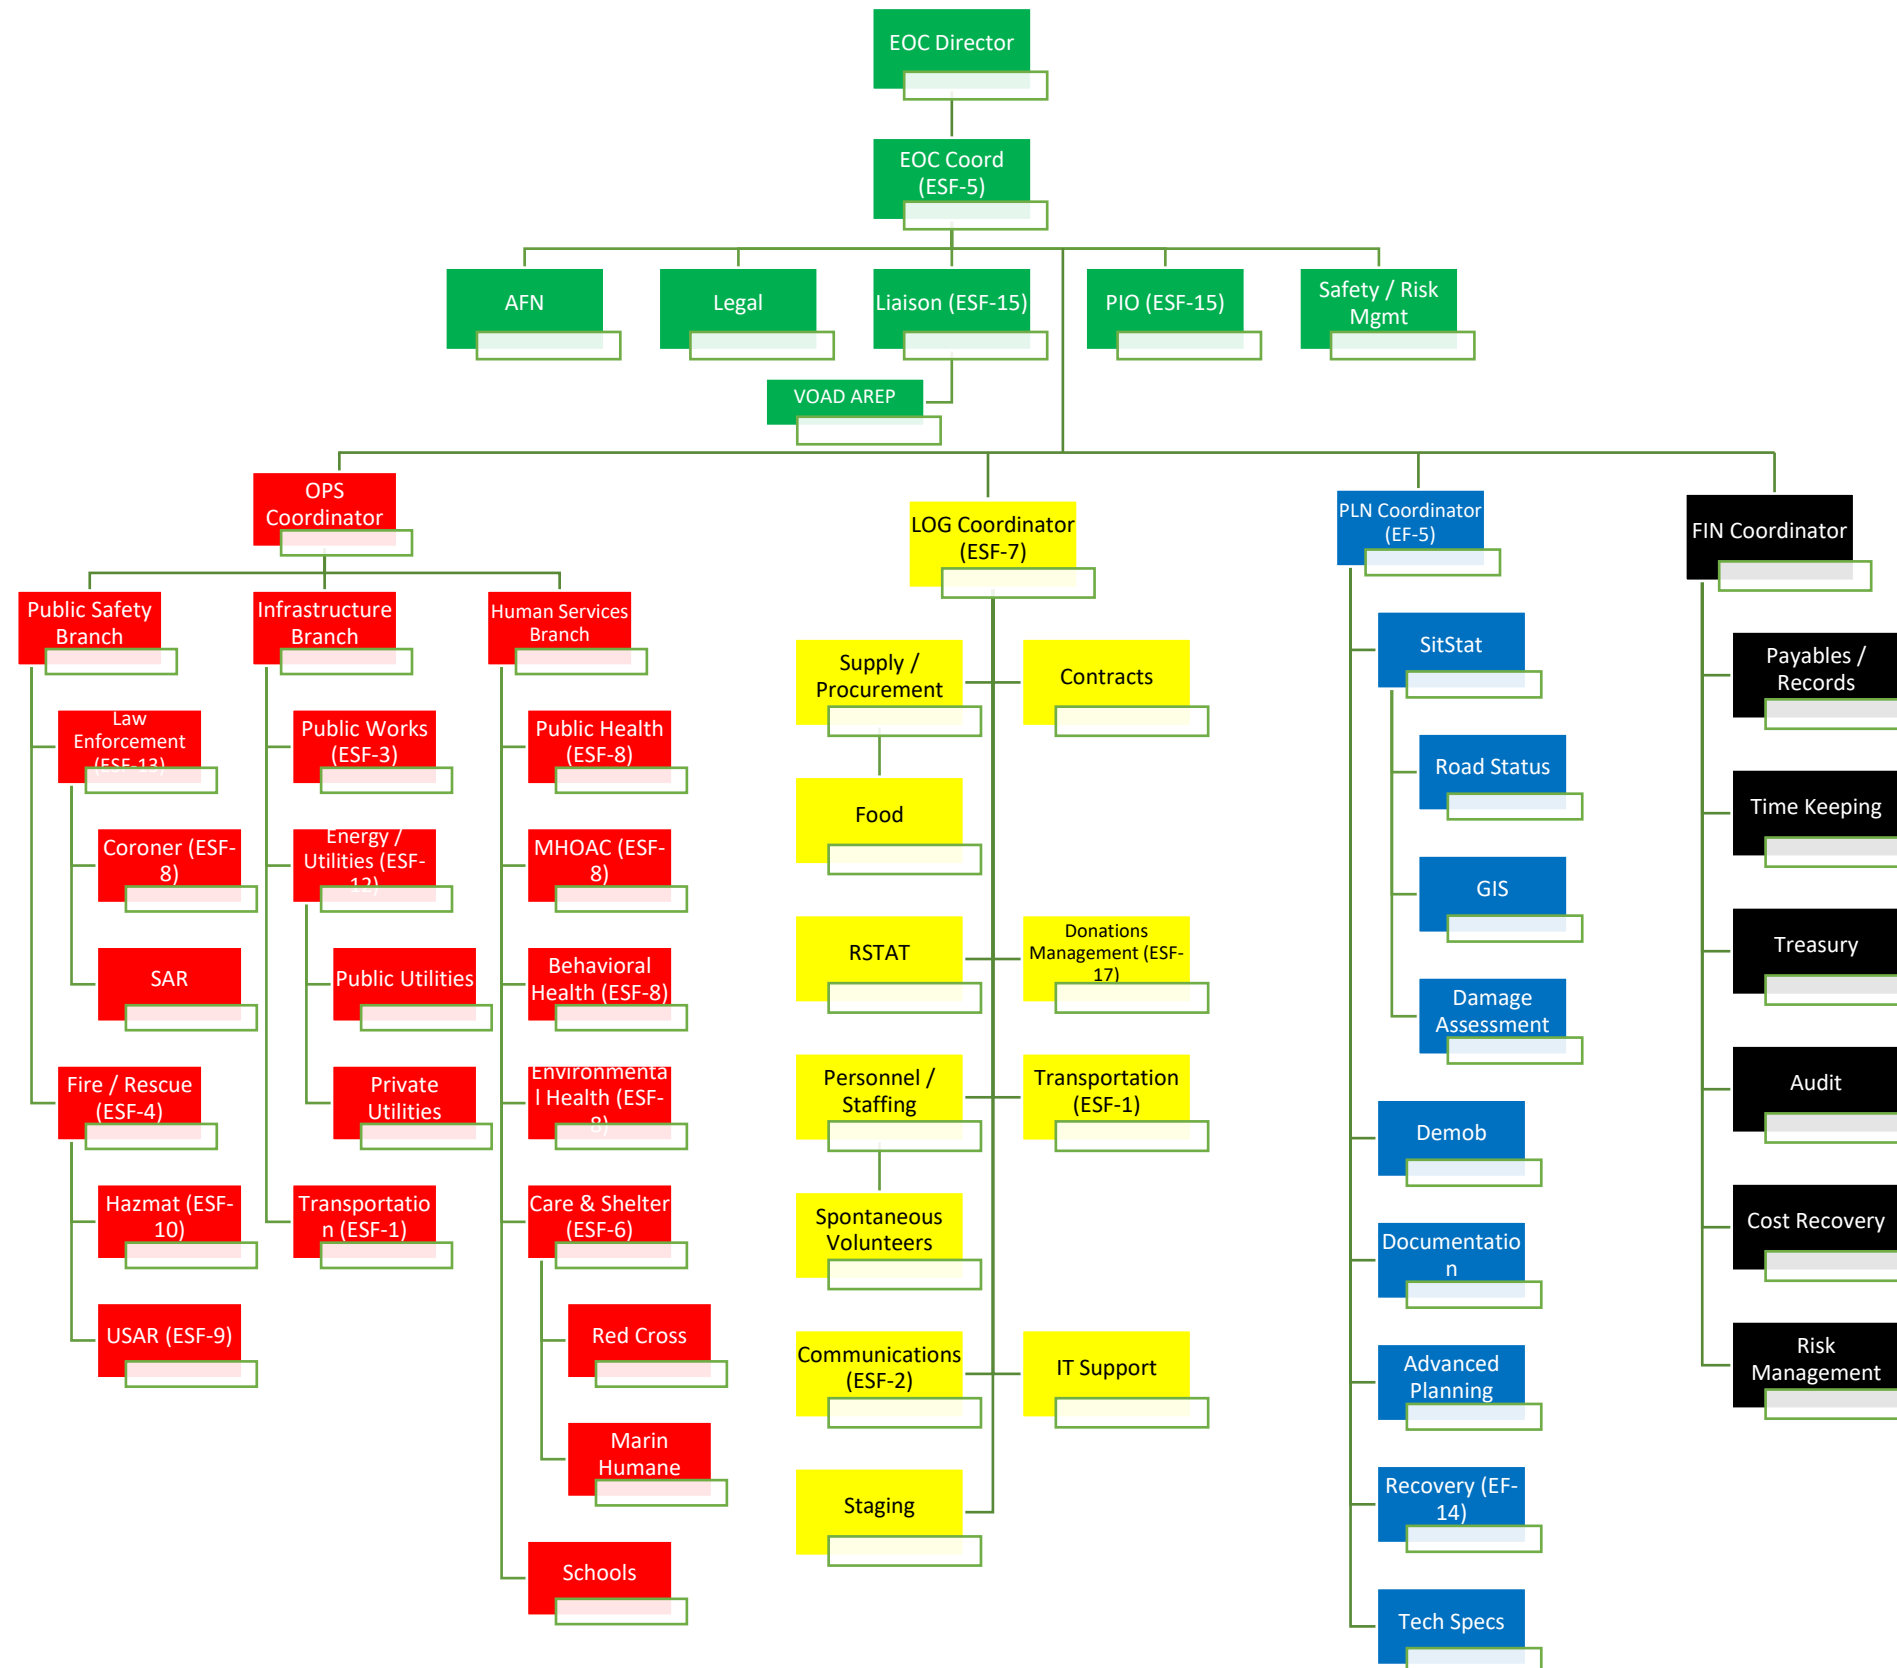 EOC Director
EOC Coord
(ESF-5)
AFN
Legal
Liaison (ESF-15)
PIO (ESF-15)
Safety / Risk
Mgmt
VOAD AREP
OPS
Coordinator
Public Safety
Branch
Law
Enforcement
(ESF-13)
Coroner (ESF-
8)
SAR
Fire / Rescue
(ESF-4)
Hazmat (ESF-
10)
USAR (ESF-9)
Infrastructure
Branch
Public Works
(ESF-3)
Energy /
Utilities (ESF-
12)
Public Utilities
Private
Utilities
Transportatio
n (ESF-1)
Human Services
Branch
Public Health
(ESF-8)
MHOAC (ESF-
8)
Behavioral
Health (ESF-8)
Environmenta
l Health (ESF-
8)
Care & Shelter
(ESF-6)
Red Cross
Marin
Humane
Schools
LOG Coordinator
(ESF-7)
Supply /
Procurement
Contracts
Food
RSTAT
Donations
Management (ESF-
17)
Personnel /
Staffing
Transportation
(ESF-1)
Spontaneous
Volunteers
Communications
(ESF-2)
IT Support
Staging
PLN Coordinator
(EF-5)
SitStat
Road Status
GIS
Damage
Assessment
Demob
Documentatio
n
Advanced
Planning
Recovery (EF-
14)
Tech Specs
FIN Coordinator
Payables /
Records
Time Keeping
Treasury
Audit
Cost Recovery
Risk
Management